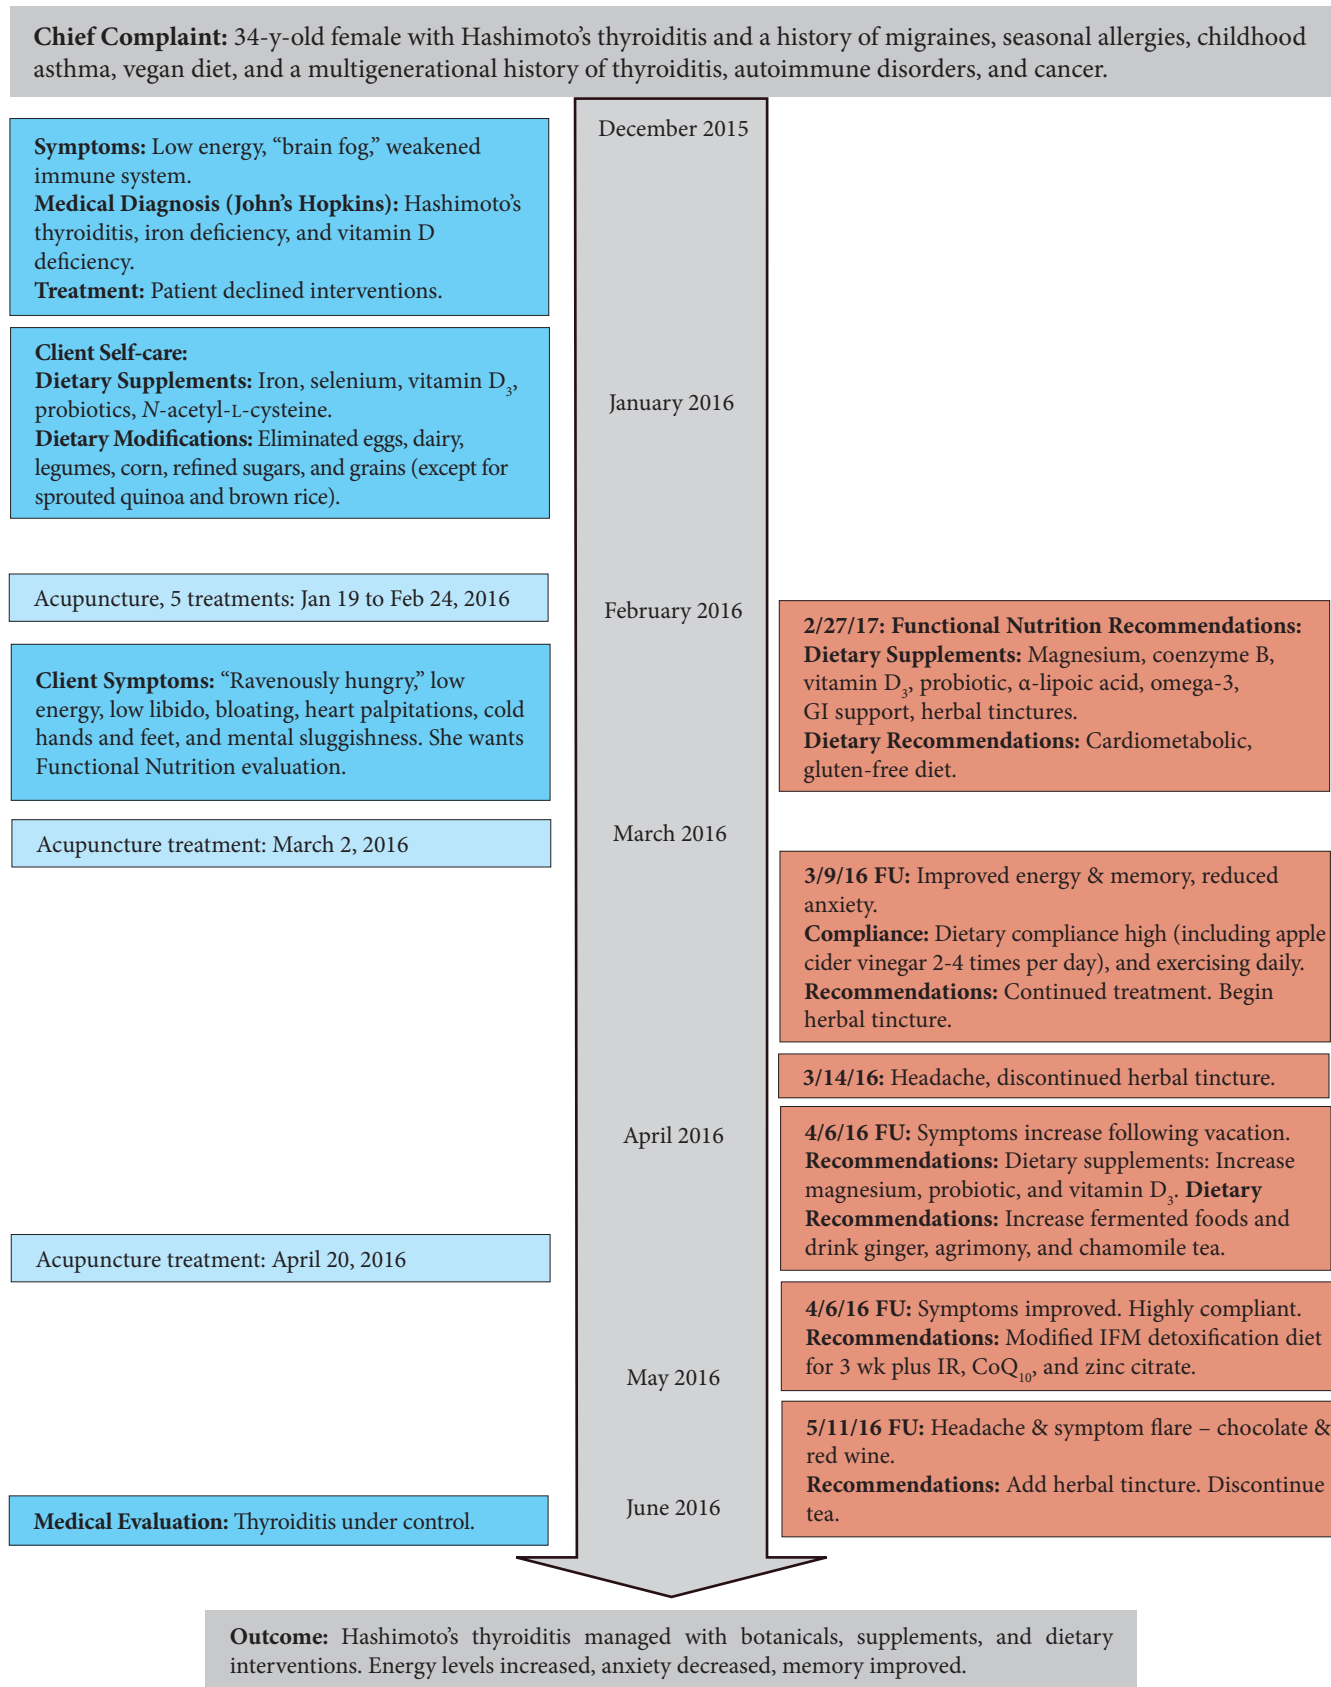 Chief Complaint: 34-y-old female with Hashimoto’s thyroiditis and a history of migraines, seasonal allergies, childhood
asthma, vegan diet, and a multigenerational history of thyroiditis, autoimmune disorders, and cancer.
December 2015
Symptoms: Low energy, “brain fog,” weakened
immune system.
Medical Diagnosis (John’s Hopkins): Hashimoto’s
thyroiditis, iron deficiency, and vitamin D
deficiency.
Treatment: Patient declined interventions.
Client Self-care:
Dietary Supplements: Iron, selenium, vitamin D₃,
probiotics, N-acetyl-L-cysteine.
Dietary Modifications: Eliminated eggs, dairy,
legumes, corn, refined sugars, and grains (except for
sprouted quinoa and brown rice).
January 2016
Acupuncture, 5 treatments: Jan 19 to Feb 24, 2016
February 2016
2/27/17: Functional Nutrition Recommendations:
Dietary Supplements: Magnesium, coenzyme B,
vitamin D₃, probiotic, α-lipoic acid, omega-3,
GI support, herbal tinctures.
Dietary Recommendations: Cardiometabolic,
gluten-free diet.
Client Symptoms: “Ravenously hungry,” low
energy, low libido, bloating, heart palpitations, cold
hands and feet, and mental sluggishness. She wants
Functional Nutrition evaluation.
March 2016
Acupuncture treatment: March 2, 2016
3/9/16 FU: Improved energy & memory, reduced
anxiety.
Compliance: Dietary compliance high (including apple
cider vinegar 2-4 times per day), and exercising daily.
Recommendations: Continued treatment. Begin
herbal tincture.
3/14/16: Headache, discontinued herbal tincture.
April 2016
4/6/16 FU: Symptoms increase following vacation.
Recommendations: Dietary supplements: Increase
magnesium, probiotic, and vitamin D₃. Dietary
Recommendations: Increase fermented foods and
drink ginger, agrimony, and chamomile tea.
Acupuncture treatment: April 20, 2016
4/6/16 FU: Symptoms improved. Highly compliant.
Recommendations: Modified IFM detoxification diet
for 3 wk plus IR, CoQ₁₀, and zinc citrate.
May 2016
5/11/16 FU: Headache & symptom flare – chocolate &
red wine.
Recommendations: Add herbal tincture. Discontinue
tea.
June 2016
Medical Evaluation: Thyroiditis under control.
Outcome: Hashimoto’s thyroiditis managed with botanicals, supplements, and dietary
interventions. Energy levels increased, anxiety decreased, memory improved.